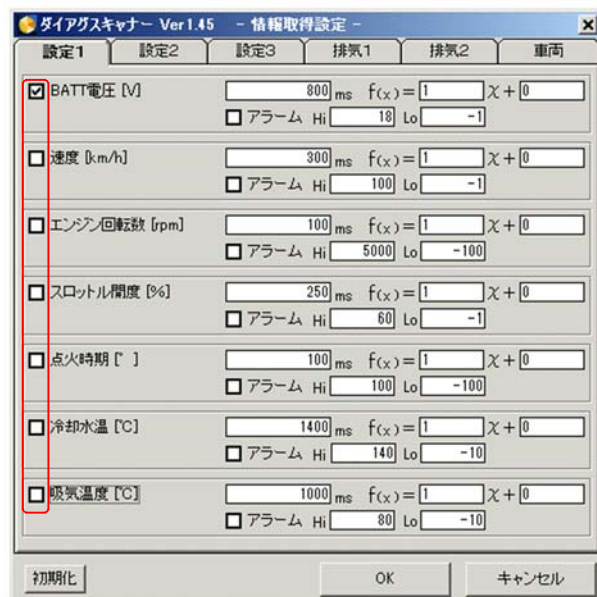 ダイアグスキャナー Ver1.45 - 情報取得設定 -
設定1 設定2 設定3 排気1 排気2 車両
BATT電圧 [V] 800 ms f(x)=1 χ+0
アラーム Hi 18 Lo -1
速度 [km/h] 300 ms f(x)=1 χ+0
アラーム Hi 100 Lo -1
エンジン回転数 [rpm] 100 ms f(x)=1 χ+0
アラーム Hi 5000 Lo -100
スロットル開度 [%] 250 ms f(x)=1 χ+0
アラーム Hi 60 Lo -1
点火時期 [ﾟ ] 100 ms f(x)=1 χ+0
アラーム Hi 100 Lo -100
冷却水温 [℃] 1400 ms f(x)=1 χ+0
アラーム Hi 140 Lo -10
吸気温度 [℃] 1000 ms f(x)=1 χ+0
アラーム Hi 80 Lo -10
初期化 OK キャンセル